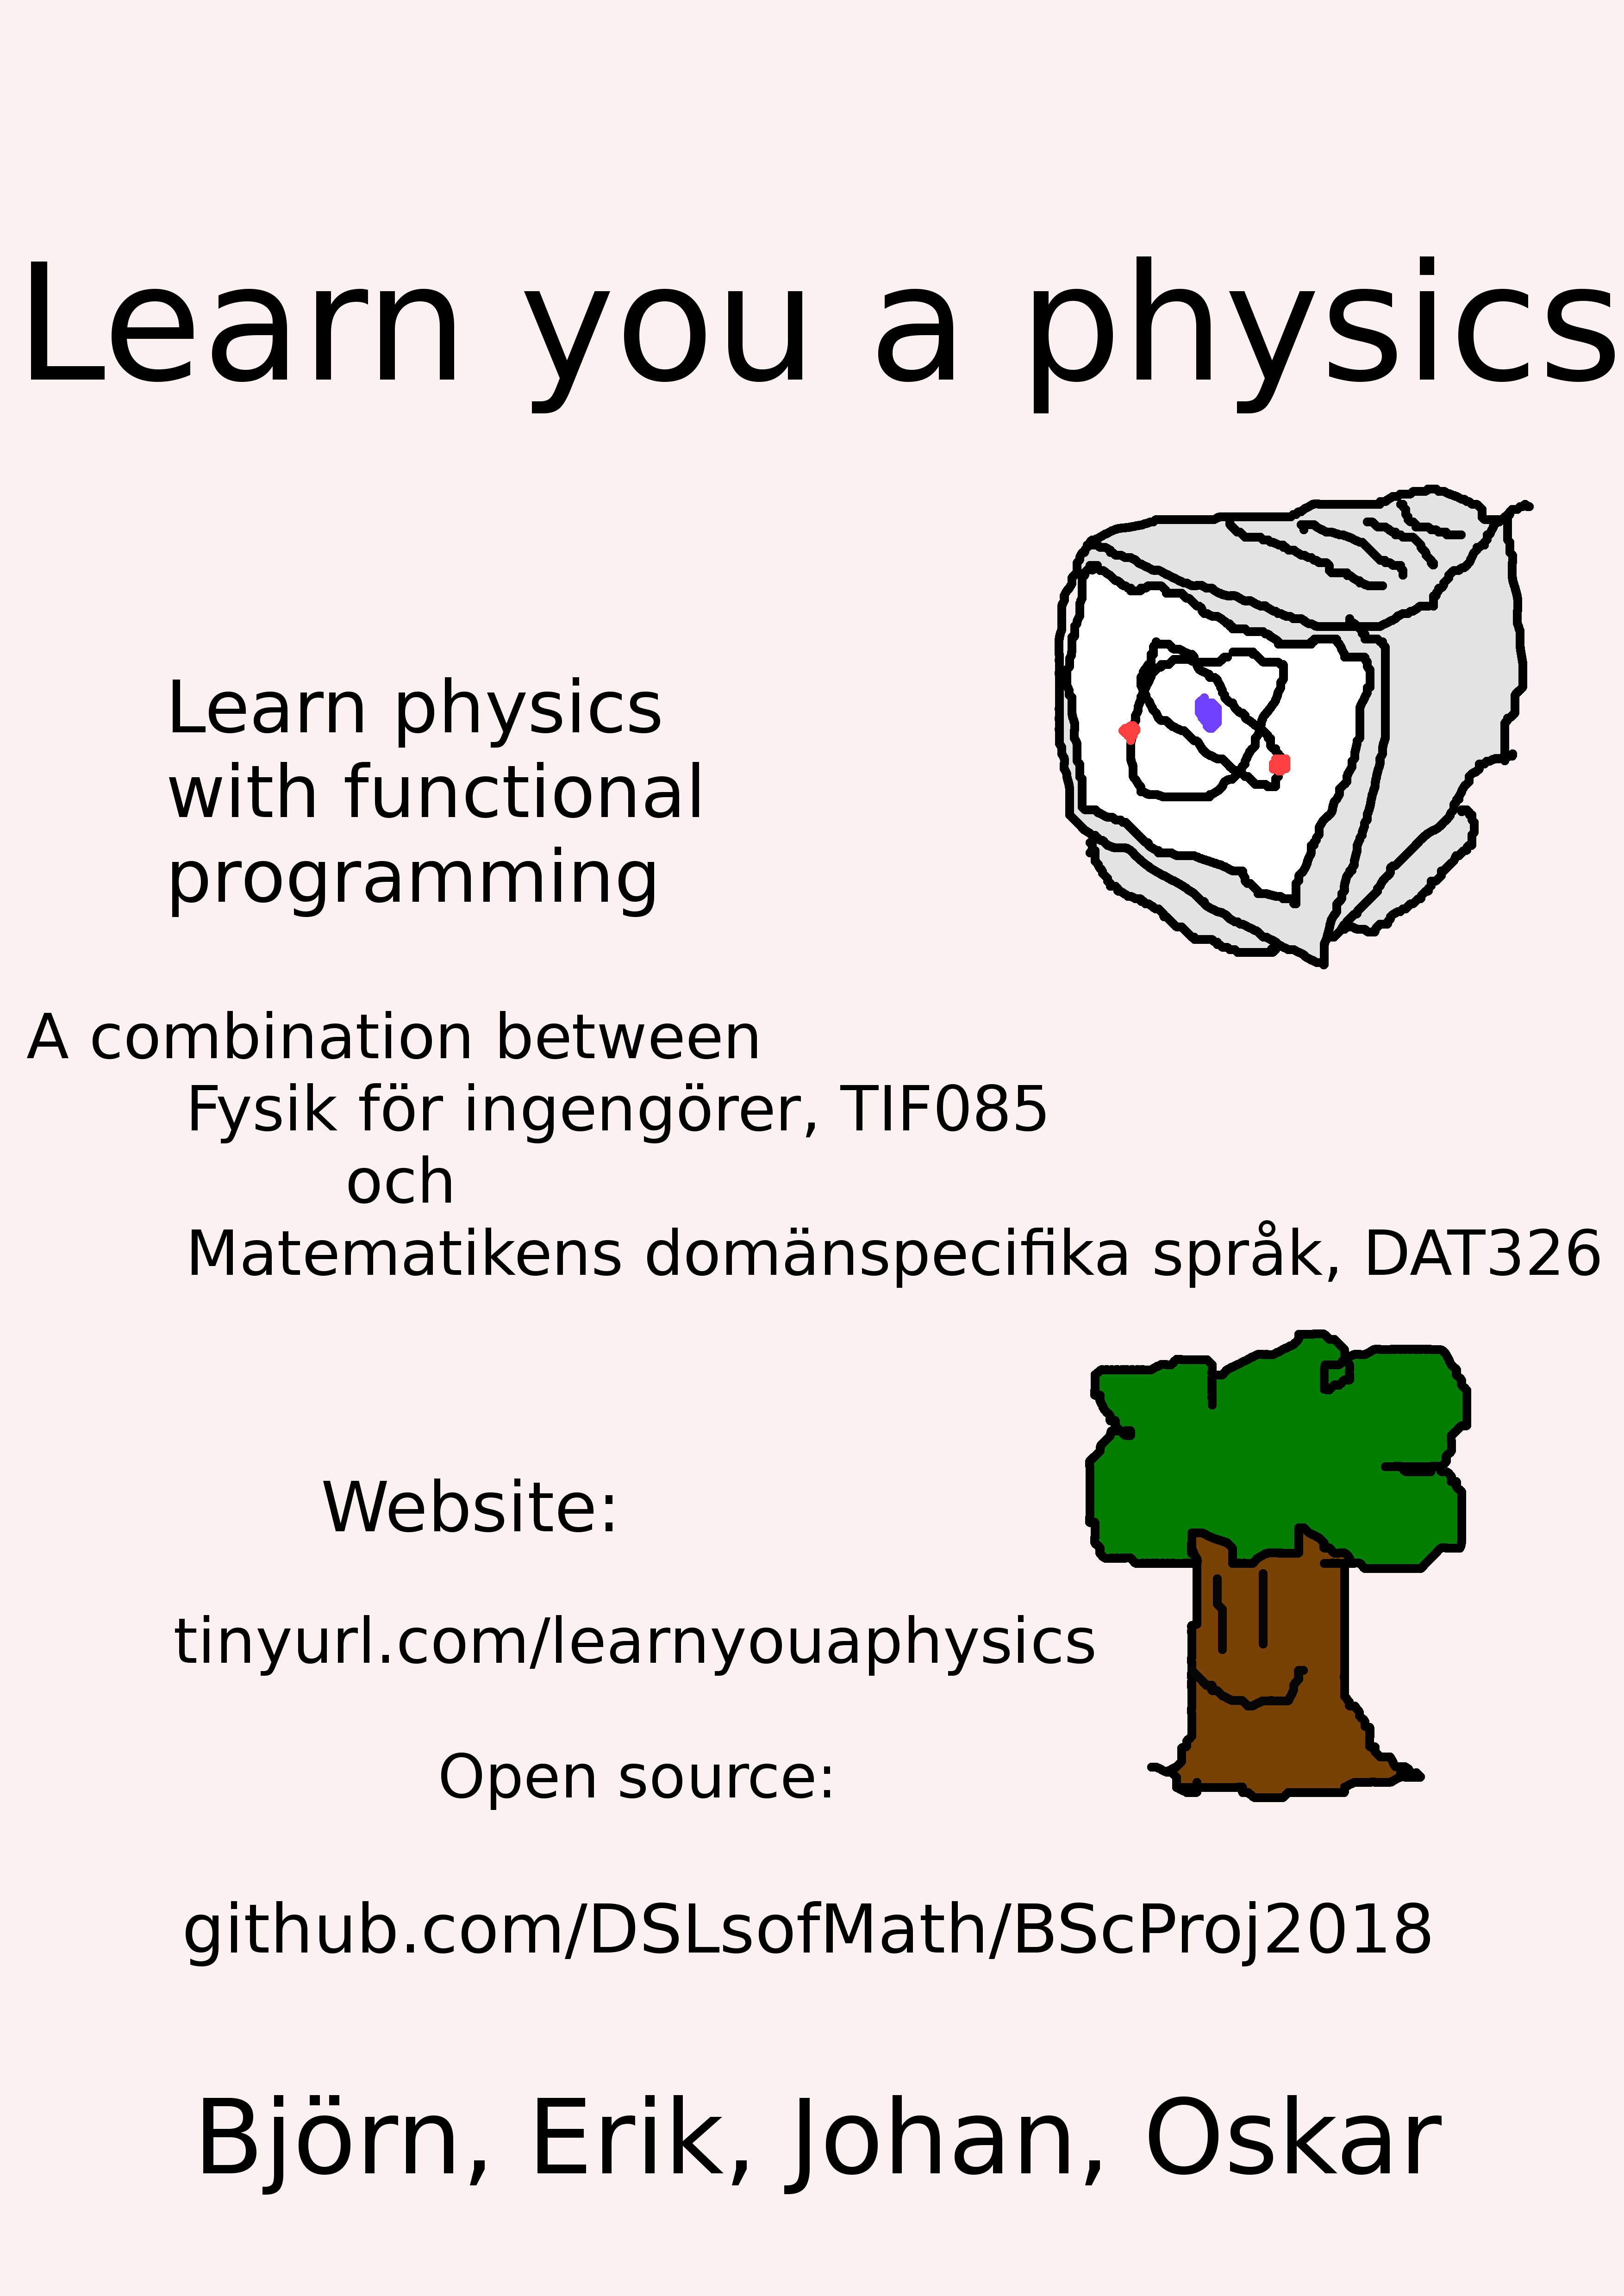 Learn you a physics
Learn physics
with functional
programming
A combination between
Fysik för ingengörer, TIF085
och
Matematikens domänspecifika språk, DAT326
Website:
tinyurl.com/learnyouaphysics
Open source:
github.com/DSLsofMath/BScProj2018
Björn, Erik, Johan, Oskar